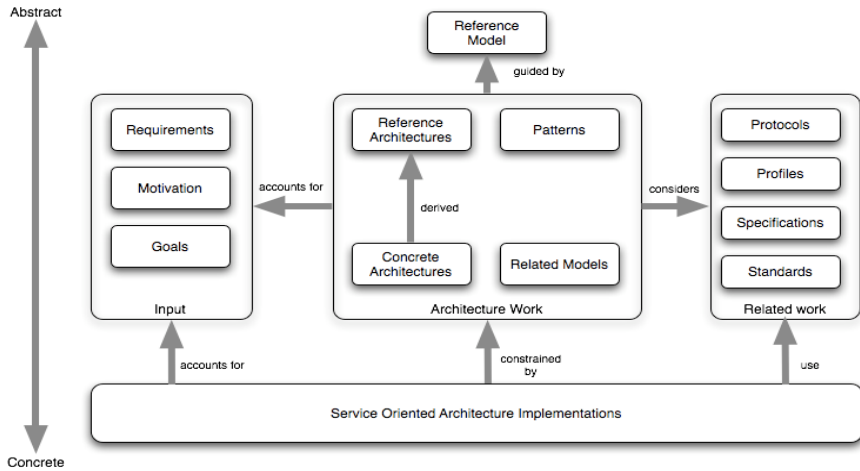 Abstract
Reference
Model
guided by
Requirements
Reference
Architectures
Patterns
Protocols
Motivation
accounts for
considers
Profiles
derived
Goals
Specifications
Concrete
Architectures
Related Models
Standards
Input
Architecture Work
Related work
accounts for
constrained
by
use
Service Oriented Architecture Implementations
Concrete